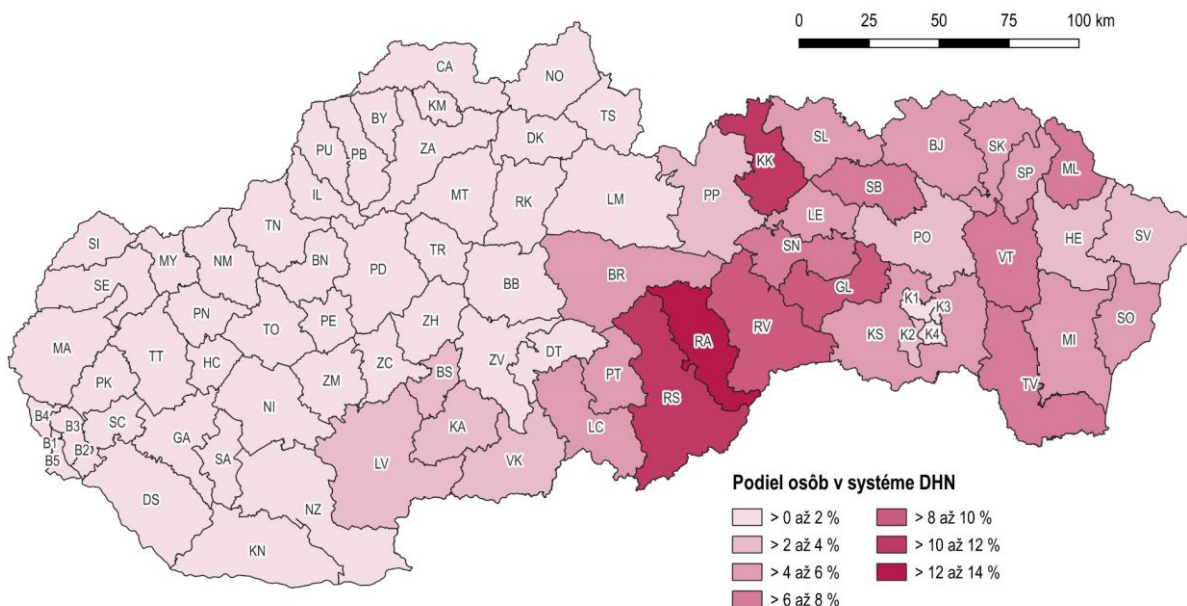 0 25 50 75 100 km
CA
NO
KM
TS
BY
DK
PU
PB
ZA
SL
BJ
SK
KK
SP
ML
IL
MT
RK
LM
PP
SB
LE
TN
PO
HE
SV
SI
MY
NM
BN
PD
TR
SN
VT
SE
BB
BR
GL
PN
TO
PE
ZH
K1
K3
MA
TT
HC
ZM
ZC
ZV
DT
RA
RV
KS
K2
K4
MI
SO
PK
BS
PT
RS
TV
NI
B4
B3
SC
KA
LC
B1
B2
GA
SA
LV
VK
B5
DS
NZ
KN
Podiel osôb v systéme DHN
> 0 až 2 %
> 2 až 4 %
> 4 až 6 %
> 6 až 8 %
> 8 až 10 %
> 10 až 12 %
> 12 až 14 %